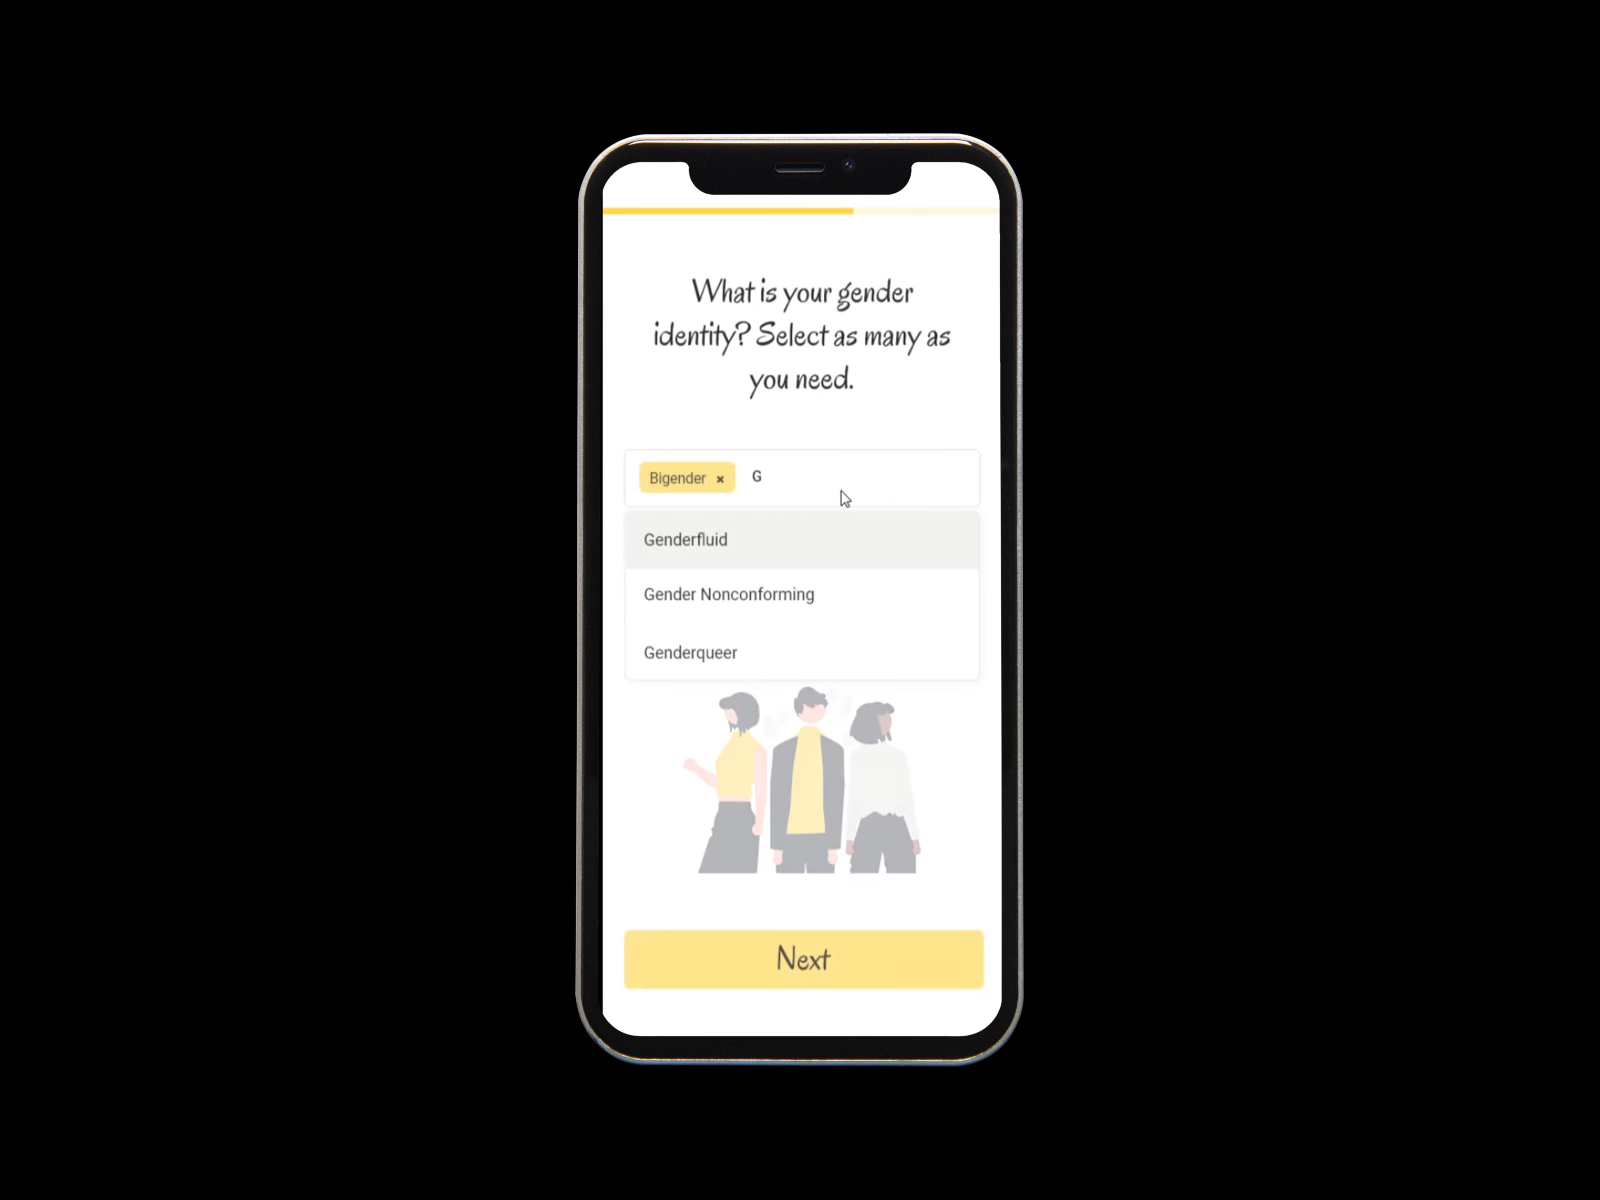 What is your gender
identity? Select as many as
you need.
Bigender × G
Genderfluid
Gender Nonconforming
Genderqueer
Next